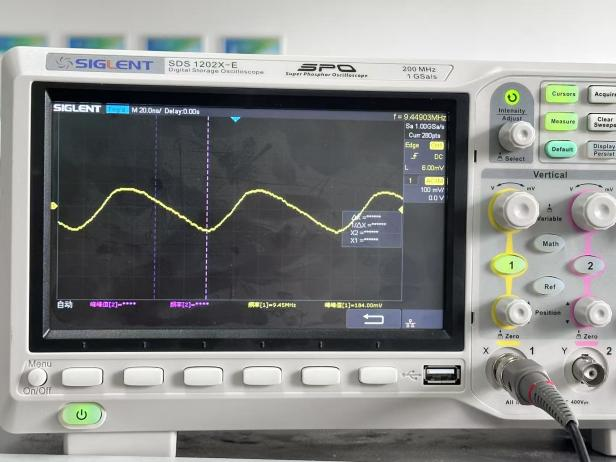 SIGLENT SDS 1202X-E
Digital Storage Oscilloscope
SPO
Super Phosphor Oscilloscope
200 MHz
1 GSa/s
SIGLENT M 20.0ns/ Delay:0.00s
f = 9.44903MHz
Sa 1.00GSa/s
Curr 280pts
Edge
DC
L 6.00mV
1
100 mV/
0.0 V
ΔX =******
1/ΔX =******
X2 =******
X1 =******
自动 峰峰值[2]=**** 频率[2]=**** 频率[1]=9.45MHz 峰峰值[1]=184.00mV
Menu
On/Off
Intensity
Adjust
Select
Cursors
Acquire
Measure
Clear
Sweeps
Default
Display
Persist
Vertical
V mV
V mV
Variable
Math
1
2
Ref
Position
Zero
Zero
X 1
Y 2
400V